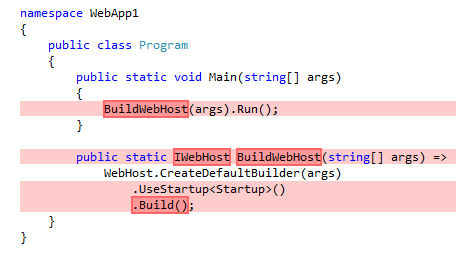 namespace WebApp1
{
    public class Program
    {
        public static void Main(string[] args)
        {
            BuildWebHost(args).Run();
        }

        public static IWebHost BuildWebHost(string[] args) =>
            WebHost.CreateDefaultBuilder(args)
                .UseStartup<Startup>()
                .Build();
    }
}